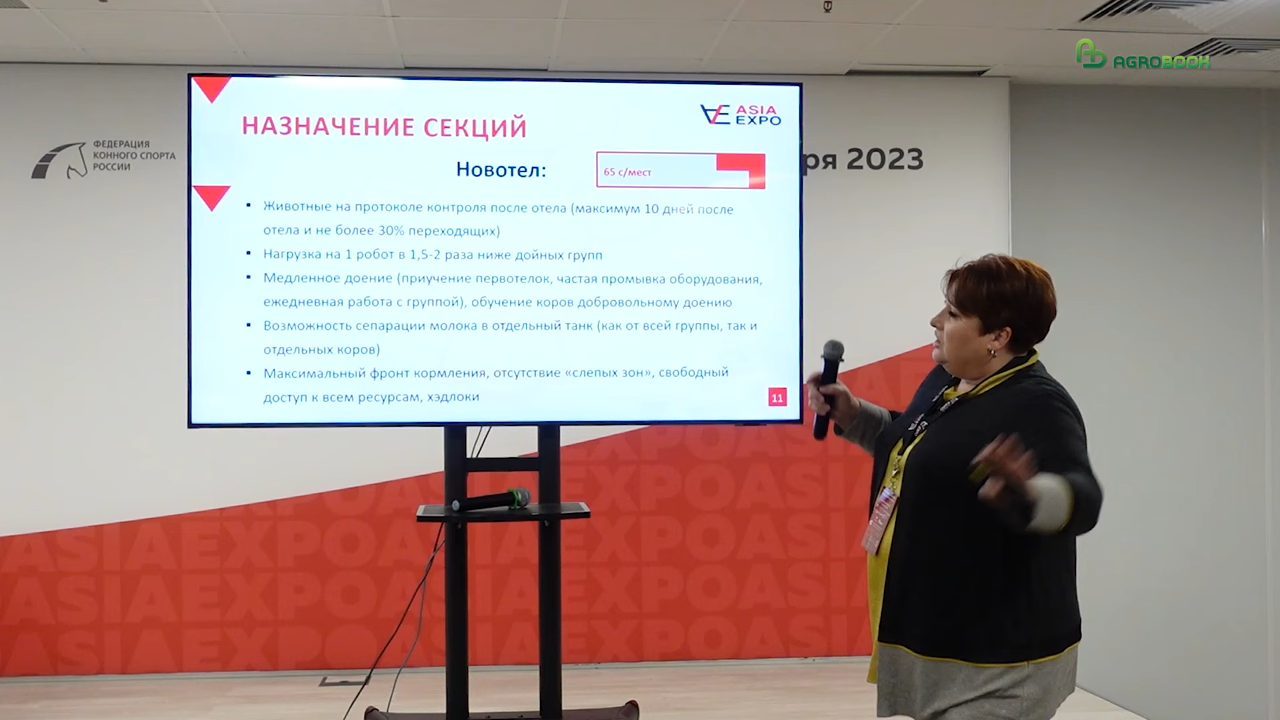 AGROBOOK
ФЕДЕРАЦИЯ
КОННОГО СПОРТА
РОССИИ
ря 2023
НАЗНАЧЕНИЕ СЕКЦИЙ
ASIA
EXPO
Новотел:
65 с/мест
▪ Животные на протоколе контроля после отела (максимум 10 дней после
отела и не более 30% переходящих)
▪ Нагрузка на 1 робот в 1,5-2 раза ниже дойных групп
▪ Медленное доение (приучение первотелок, частая промывка оборудования,
ежедневная работа с группой), обучение коров добровольному доению
▪ Возможность сепарации молока в отдельный танк (как от всей группы, так и
отдельных коров)
▪ Максимальный фронт кормления, отсутствие «слепых зон», свободный
доступ к всем ресурсам, хэдлоки
11
ASIAEXPOASIA
ASIAEXPOASIAEXPOASIA
ASIAEXPOASIAEXPOASIA
ASIAEXPOASIAEXPOASIA